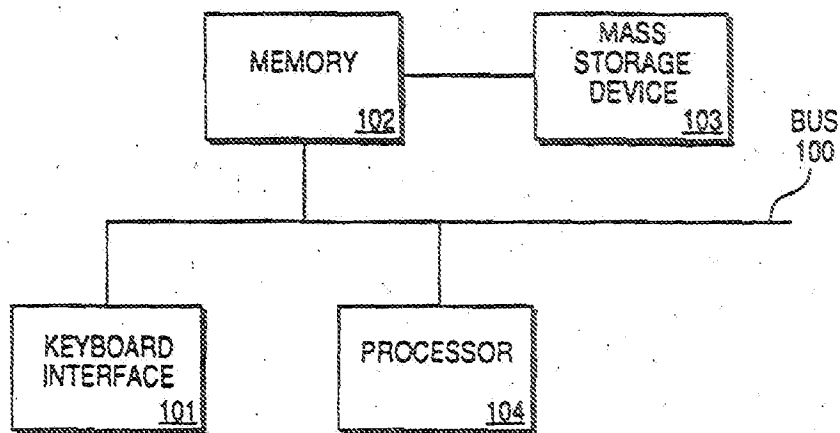 MEMORY
102
MASS
STORAGE
DEVICE
103
BUS
100
KEYBOARD
INTERFACE
101
PROCESSOR
104